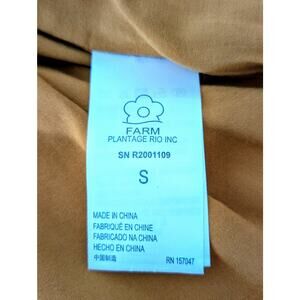 FARM
PLANTAGE RIO INC
SN R2001109
S
MADE IN CHINA
FABRIQUÉ EN CHINE
FABRICADO NA CHINA
HECHO EN CHINA
中国制造
RN 157047